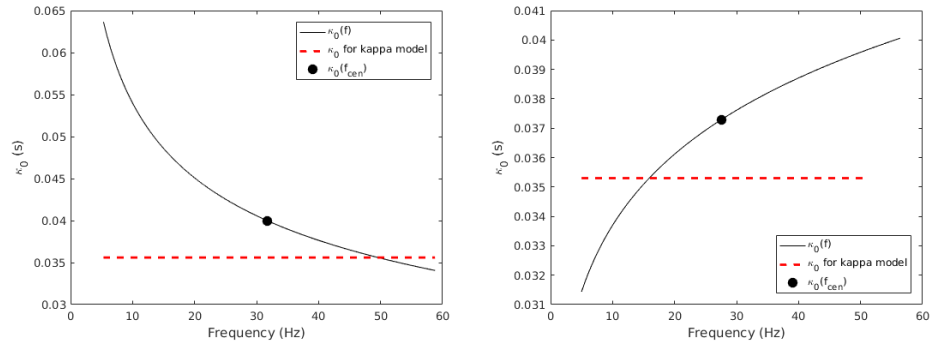 0.065
0.06
0.055
0.05
0.045
0.04
0.035
0.03
κ₀ (s)
0 10 20 30 40 50 60
Frequency (Hz)
κ₀(f)
κ₀ for kappa model
κ₀(f_cen)
0.041
0.04
0.039
0.038
0.037
0.036
0.035
0.034
0.033
0.032
0.031
κ₀ (s)
0 10 20 30 40 50 60
Frequency (Hz)
κ₀(f)
κ₀ for kappa model
κ₀(f_cen)